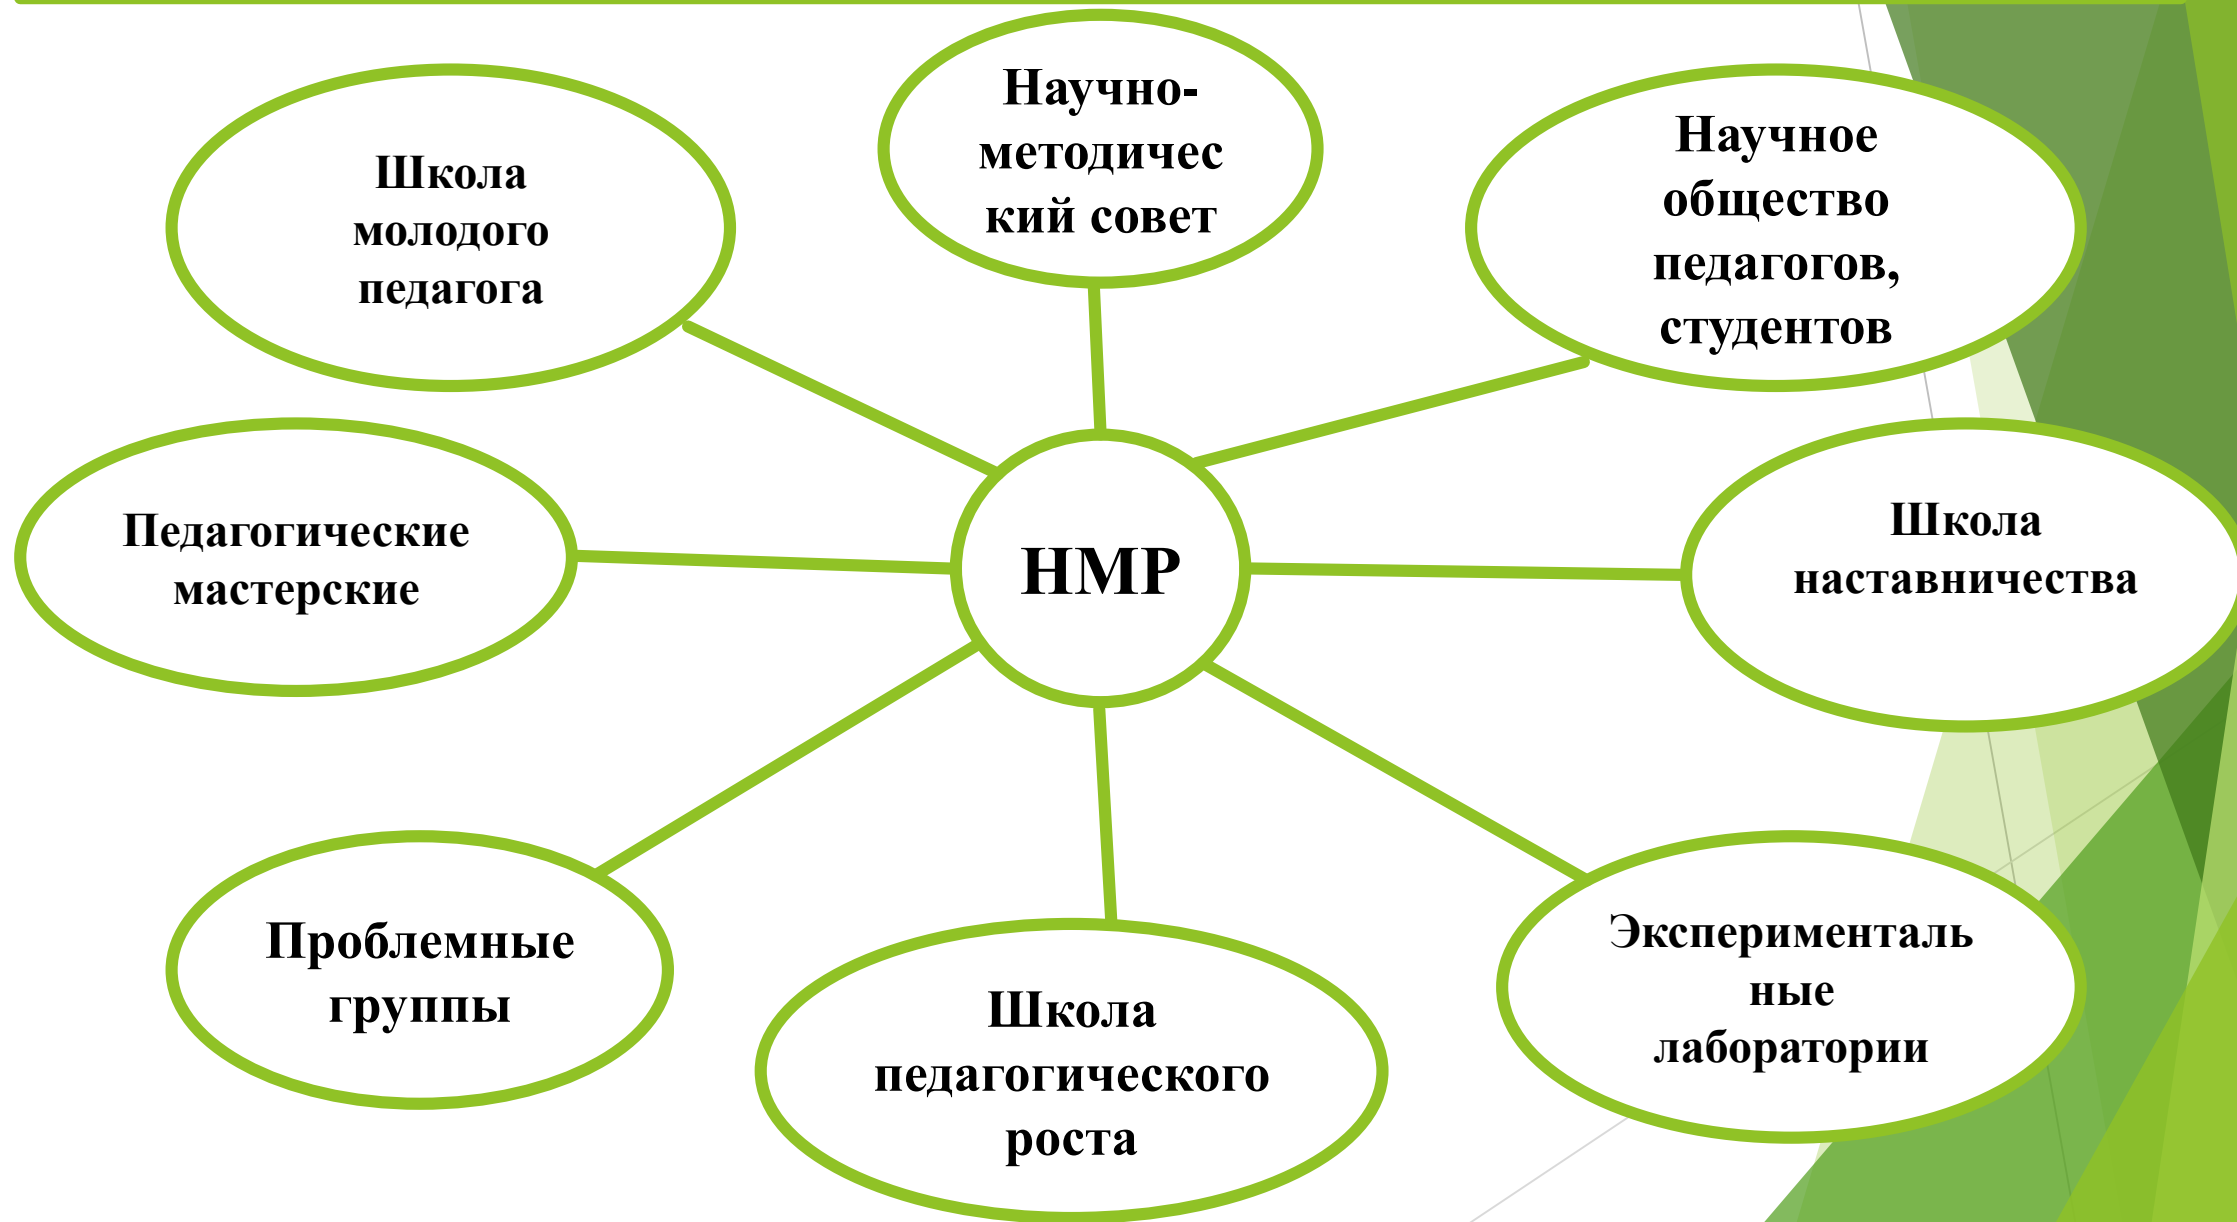 Научно-
методичес
кий совет
Школа
молодого
педагога
Научное
общество
педагогов,
студентов
Педагогические
мастерские
НМР
Школа
наставничества
Проблемные
группы
Школа
педагогического
роста
Эксперименталь
ные
лаборатории